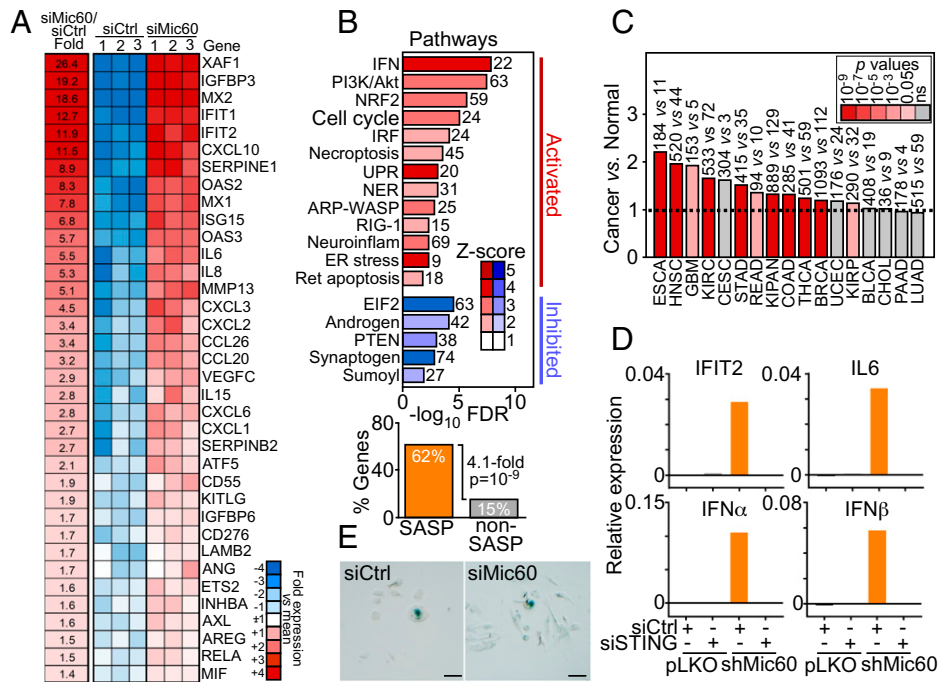 A
siMic60/
siCtrl
Fold
siCtrl
siMic60
1 2 3 1 2 3
Gene
26.4 XAF1
19.2 IGFBP3
18.6 MX2
12.7 IFIT1
11.9 IFIT2
11.5 CXCL10
8.9 SERPINE1
8.3 OAS2
7.8 MX1
6.8 ISG15
5.7 OAS3
5.5 IL6
5.3 IL8
5.1 MMP13
4.5 CXCL3
3.4 CXCL2
3.4 CCL26
3.2 CCL20
2.9 VEGFC
2.8 IL15
2.8 CXCL6
2.7 CXCL1
2.7 SERPINB2
2.1 ATF5
1.9 CD55
1.9 KITLG
1.7 IGFBP6
1.7 CD276
1.7 LAMB2
1.7 ANG
1.6 ETS2
1.6 INHBA
1.6 AXL
1.5 AREG
1.5 RELA
1.4 MIF
-4
-3
-2
-1
±1
+1
+2
+3
+4
Fold expression
vs mean
B
Pathways
IFN 22
PI3K/Akt 63
NRF2 59
Cell cycle 24
IRF 24
Necroptosis 45
UPR 20
NER 31
ARP-WASP 25
RIG-1 15
Neuroinflam 69
ER stress 9
Ret apoptosis 18
EIF2 63
Androgen 42
PTEN 38
Synaptogen 74
Sumoyl 27
Activated
Inhibited
Z-score
5
4
3
2
1
0 5 10
-log10 FDR
% Genes
80
40
0
62%
15%
4.1-fold
p=10-9
SASP
non-
SASP
C
Cancer vs. Normal
3
2
1
0
p values
10-9
10-7
10-5
10-3
0.05
ns
184 vs 11
520 vs 44
153 vs 5
533 vs 72
304 vs 3
415 vs 35
94 vs 10
889 vs 129
285 vs 41
501 vs 59
1093 vs 112
176 vs 24
290 vs 32
408 vs 19
36 vs 9
178 vs 4
515 vs 59
ESCA
HNSC
GBM
KIRC
CESC
STAD
READ
KIPAN
COAD
THCA
BRCA
UCEC
KIRP
BLCA
CHOL
PAAD
LUAD
D
Relative expression
0.04
0
IFIT2
0.04
0
IL6
0.15
0
IFNα
0.08
0
IFNβ
siCtrl + - + - + - + -
siSTING - + - + - + - +
pLKO shMic60 pLKO shMic60
E
siCtrl
siMic60